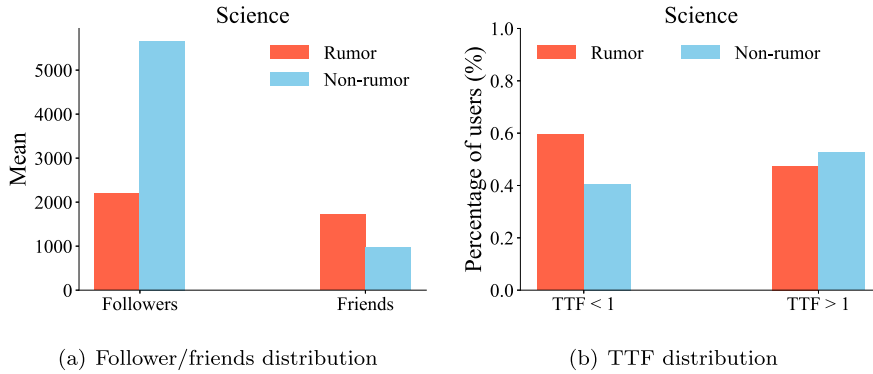 Science
Mean
5000
4000
3000
2000
1000
0
Rumor
Non-rumor
Followers
Friends
(a) Follower/friends distribution
Science
Percentage of users (%)
1.0
0.8
0.6
0.4
0.2
0.0
Rumor
Non-rumor
TTF < 1
TTF > 1
(b) TTF distribution